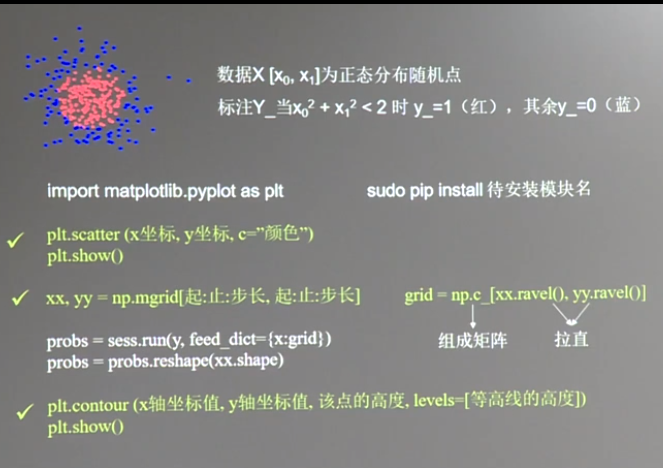 数据X [x₀, x₁]为正态分布随机点
标注Y_当x₀² + x₁² < 2 时 y_=1（红），其余y_=0（蓝）
import matplotlib.pyplot as plt
sudo pip install 待安装模块名
plt.scatter (x坐标, y坐标, c=”颜色”)
plt.show()
xx, yy = np.mgrid[起:止:步长, 起:止:步长]
grid = np.c_[xx.ravel(), yy.ravel()]
组成矩阵
拉直
probs = sess.run(y, feed_dict={x:grid})
probs = probs.reshape(xx.shape)
plt.contour (x轴坐标值, y轴坐标值, 该点的高度, levels=[等高线的高度])
plt.show()